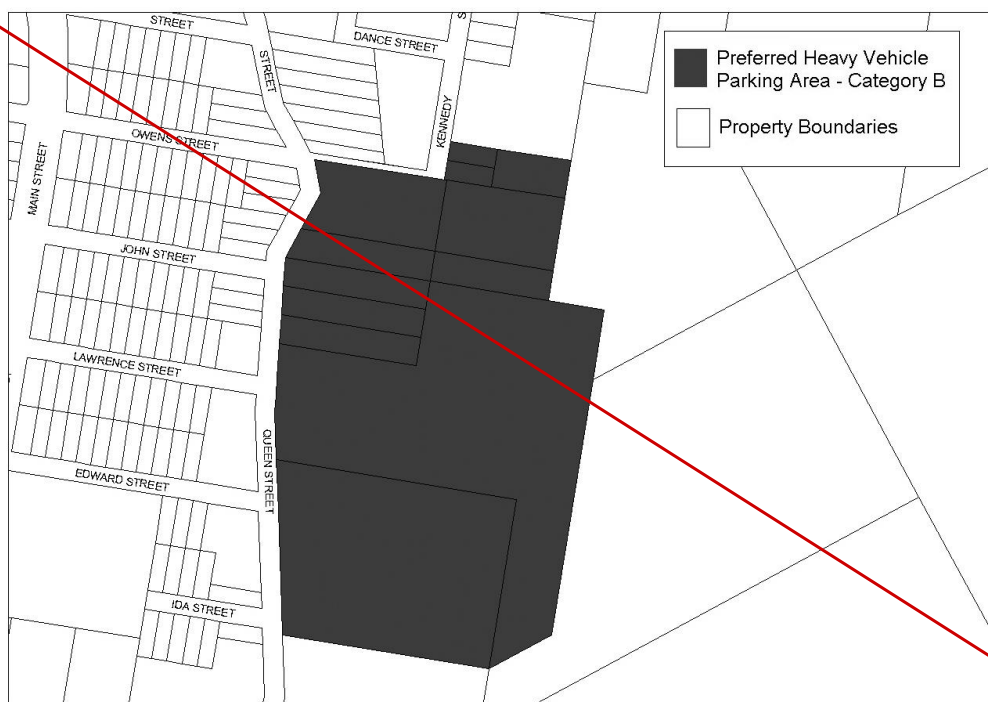 STREET
S
DANCE STREET
STREET
KENNEDY
OWENS STREET
MAIN STREET
JOHN STREET
LAWRENCE STREET
QUEEN STREET
EDWARD STREET
IDA STREET
Preferred Heavy Vehicle
Parking Area - Category B
Property Boundaries